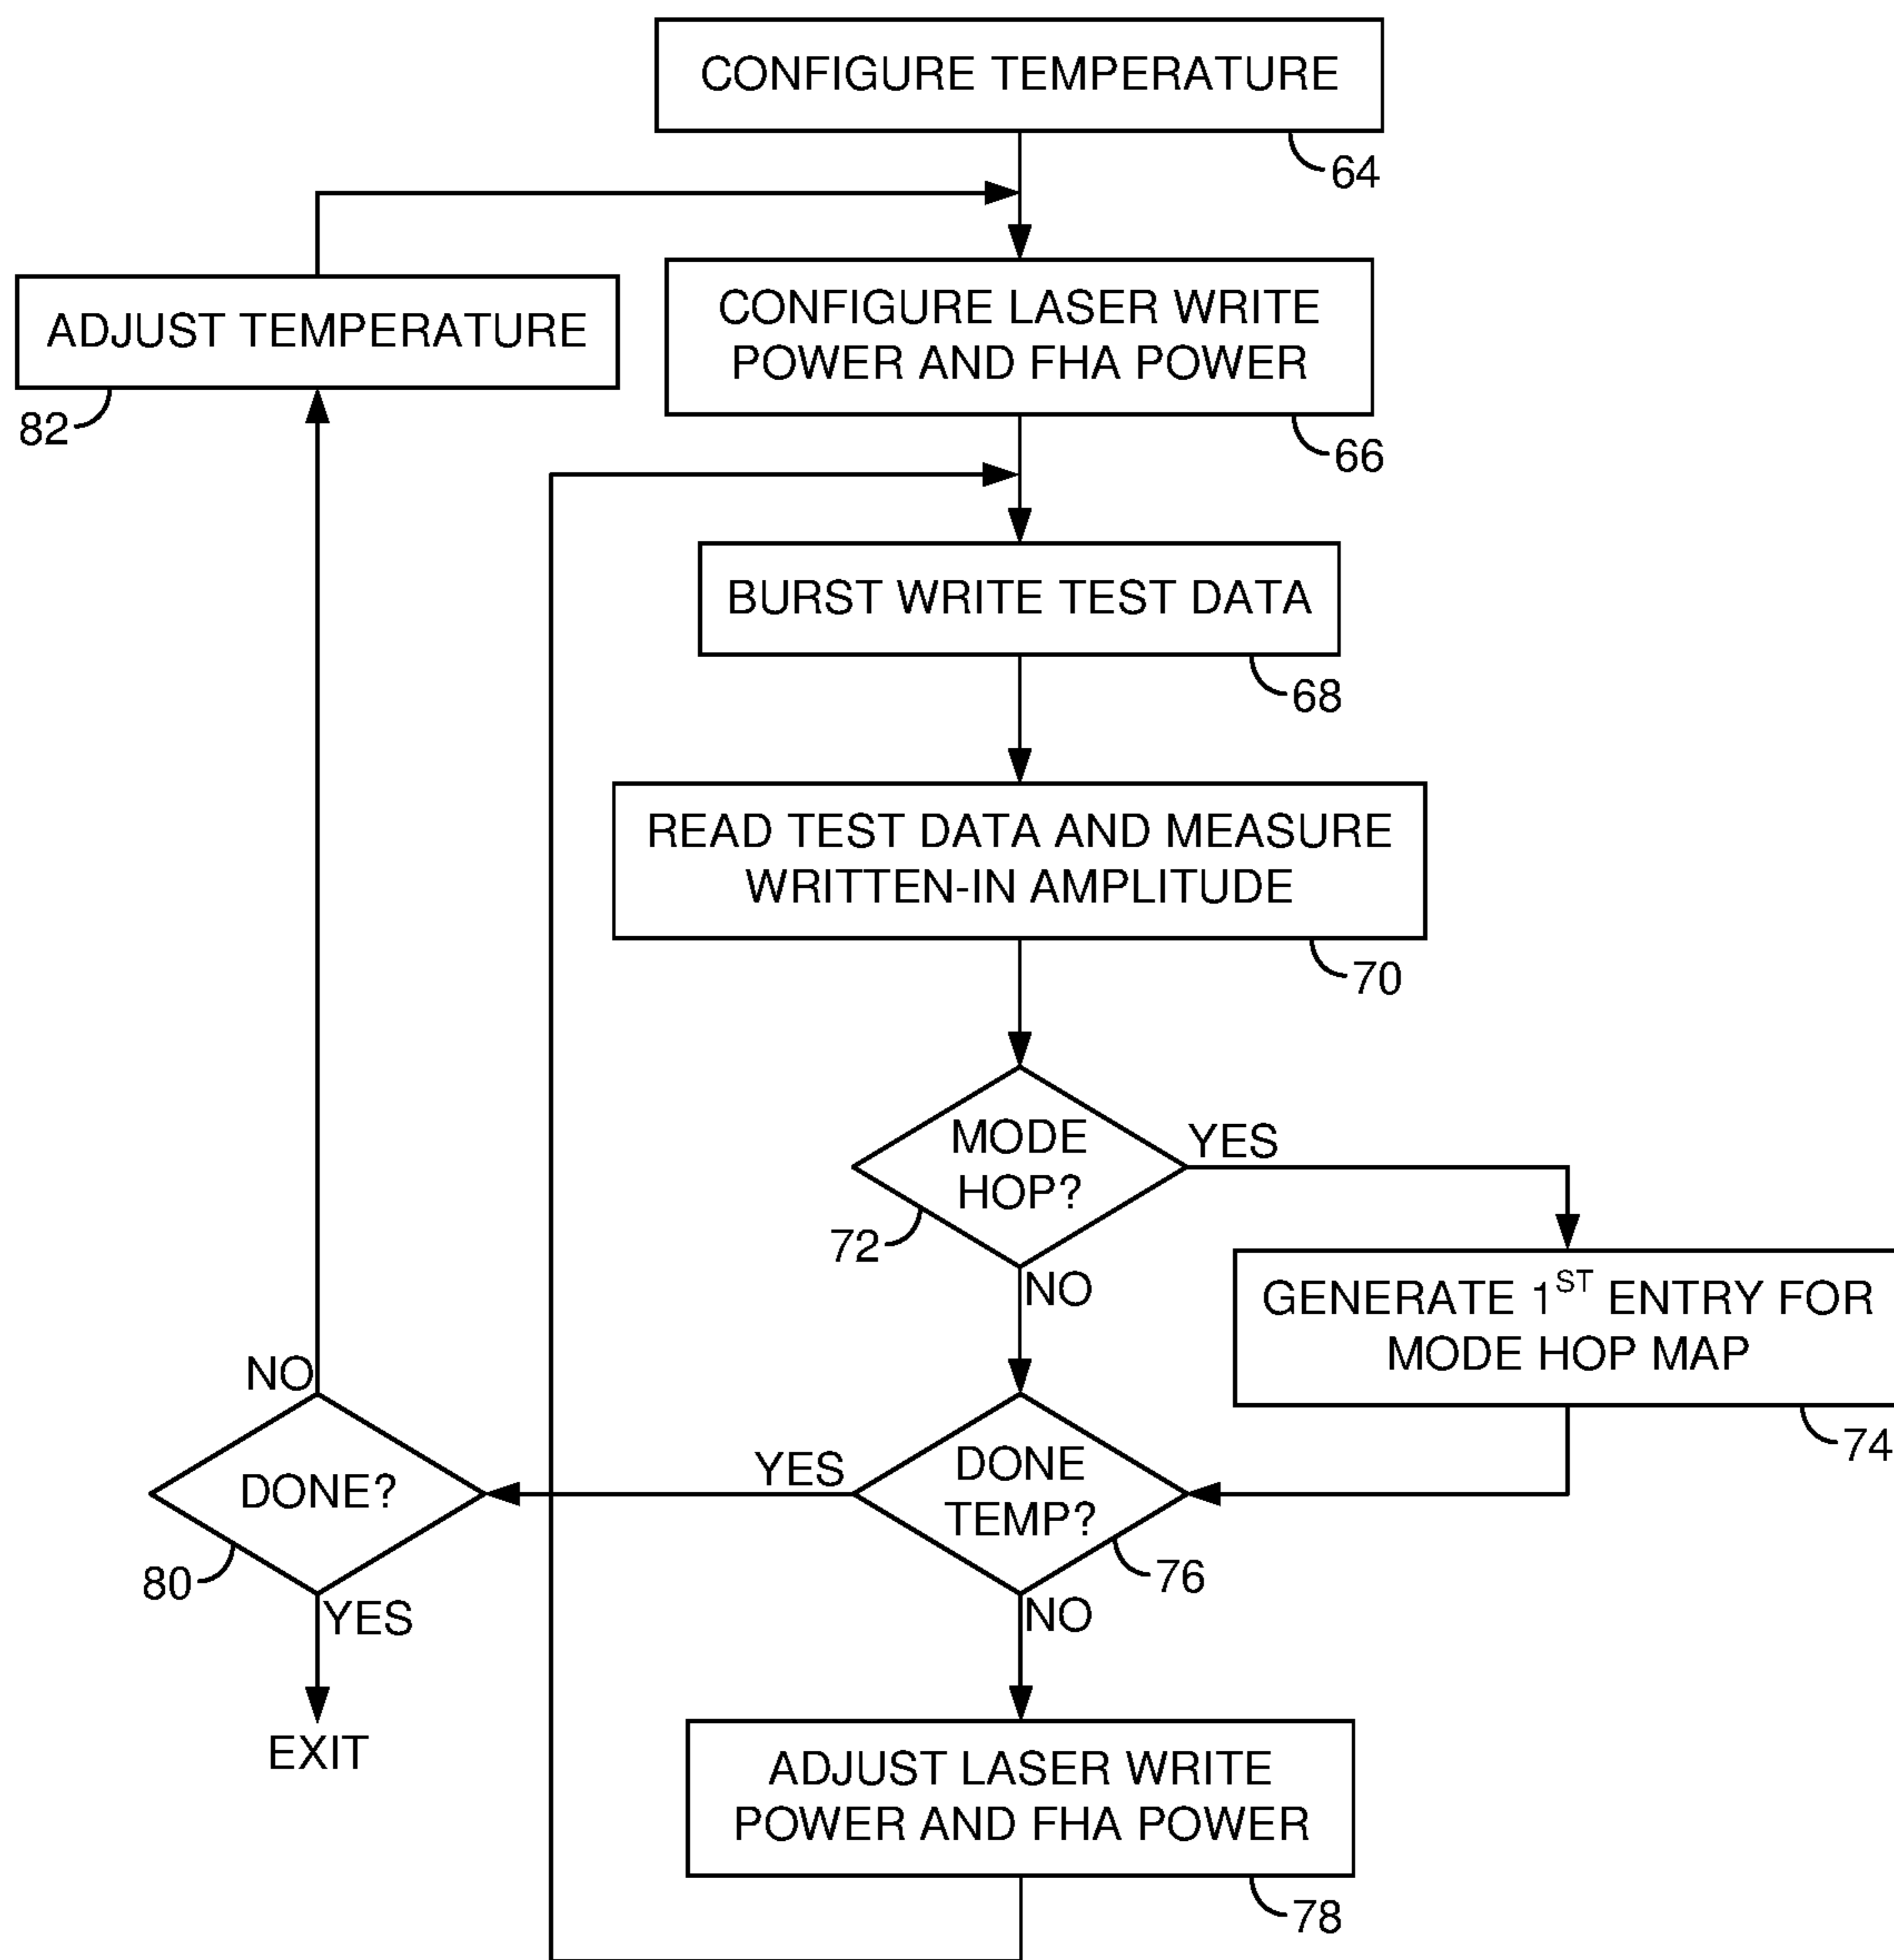 CONFIGURE TEMPERATURE
64
ADJUST TEMPERATURE
82
CONFIGURE LASER WRITE
POWER AND FHA POWER
66
BURST WRITE TEST DATA
68
READ TEST DATA AND MEASURE
WRITTEN-IN AMPLITUDE
70
MODE
HOP?
YES
72
NO
GENERATE 1ST ENTRY FOR
MODE HOP MAP
74
DONE
TEMP?
YES
76
NO
NO
DONE?
80
YES
EXIT
ADJUST LASER WRITE
POWER AND FHA POWER
78